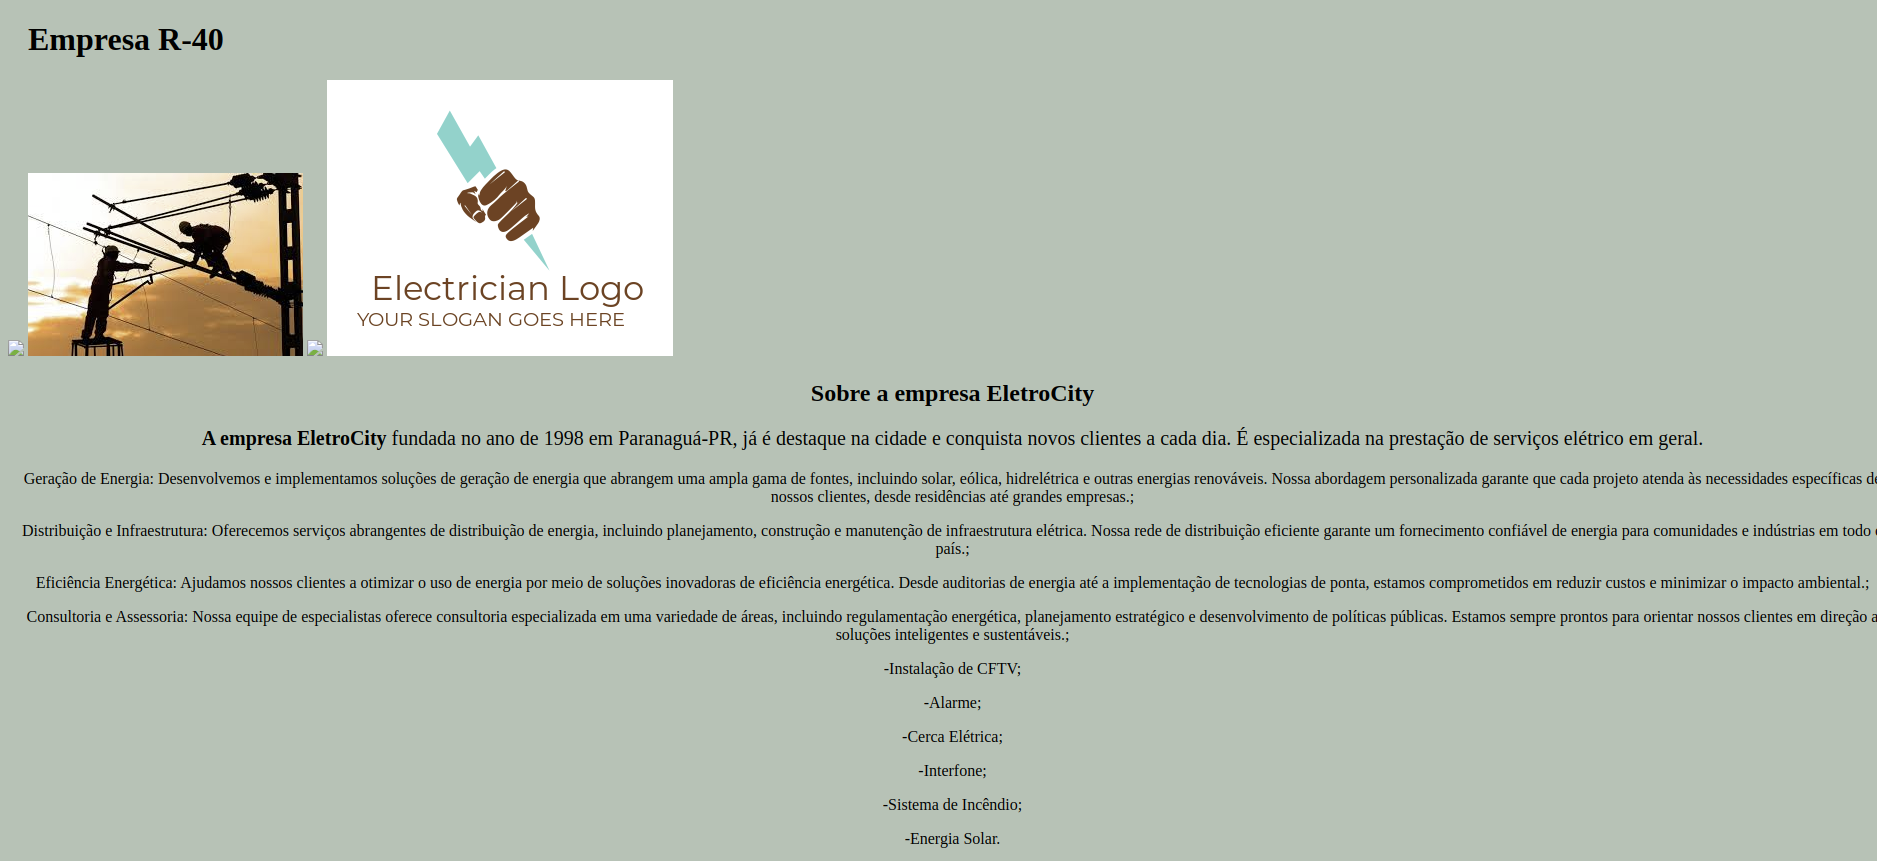 Empresa R-40
Electrician Logo
YOUR SLOGAN GOES HERE
Sobre a empresa EletroCity
A empresa EletroCity fundada no ano de 1998 em Paranaguá-PR, já é destaque na cidade e conquista novos clientes a cada dia. É especializada na prestação de serviços elétrico em geral.
Geração de Energia: Desenvolvemos e implementamos soluções de geração de energia que abrangem uma ampla gama de fontes, incluindo solar, eólica, hidrelétrica e outras energias renováveis. Nossa abordagem personalizada garante que cada projeto atenda às necessidades específicas de
nossos clientes, desde residências até grandes empresas.;
Distribuição e Infraestrutura: Oferecemos serviços abrangentes de distribuição de energia, incluindo planejamento, construção e manutenção de infraestrutura elétrica. Nossa rede de distribuição eficiente garante um fornecimento confiável de energia para comunidades e indústrias em todo o
país.;
Eficiência Energética: Ajudamos nossos clientes a otimizar o uso de energia por meio de soluções inovadoras de eficiência energética. Desde auditorias de energia até a implementação de tecnologias de ponta, estamos comprometidos em reduzir custos e minimizar o impacto ambiental.;
Consultoria e Assessoria: Nossa equipe de especialistas oferece consultoria especializada em uma variedade de áreas, incluindo regulamentação energética, planejamento estratégico e desenvolvimento de políticas públicas. Estamos sempre prontos para orientar nossos clientes em direção a
soluções inteligentes e sustentáveis.;
-Instalação de CFTV;
-Alarme;
-Cerca Elétrica;
-Interfone;
-Sistema de Incêndio;
-Energia Solar.